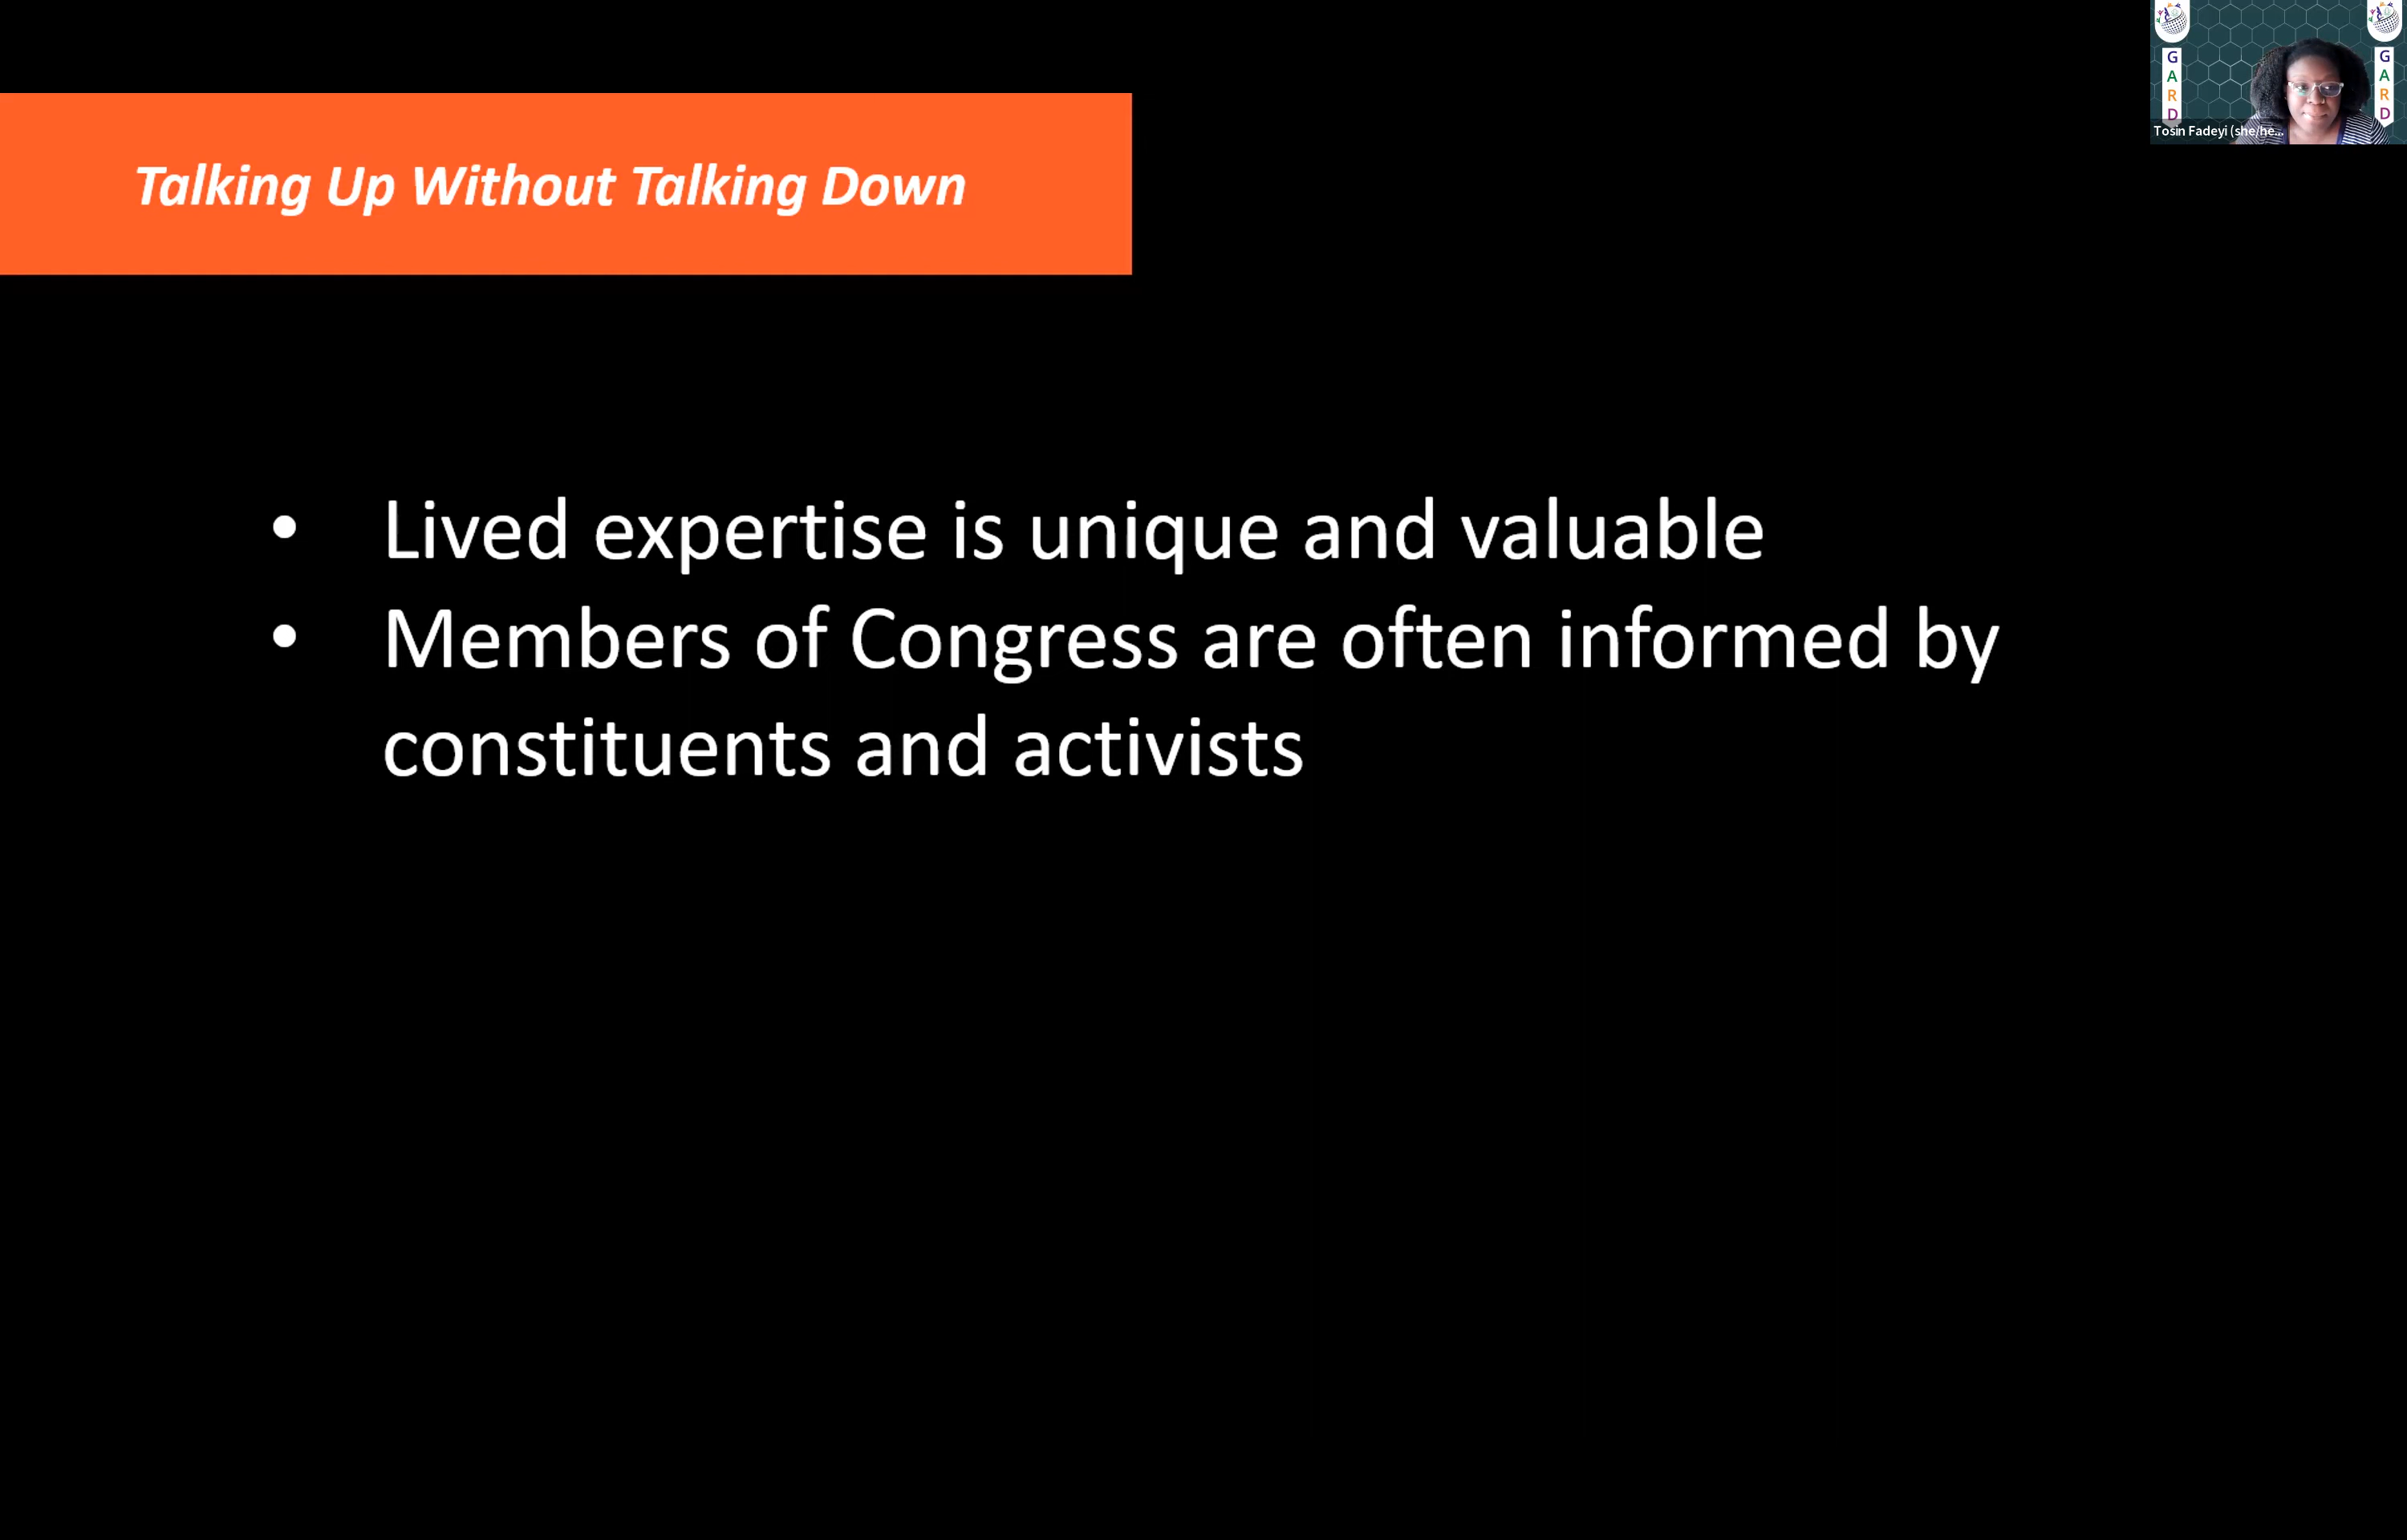 Talking Up Without Talking Down
• Lived expertise is unique and valuable
• Members of Congress are often informed by
constituents and activists
G
A
R
D
G
A
R
D
Tosin Fadeyi (she/he...